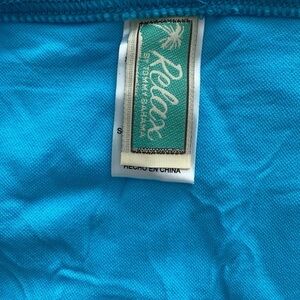 Relax
BY TOMMY BAHAMA
S
HECHO EN CHINA